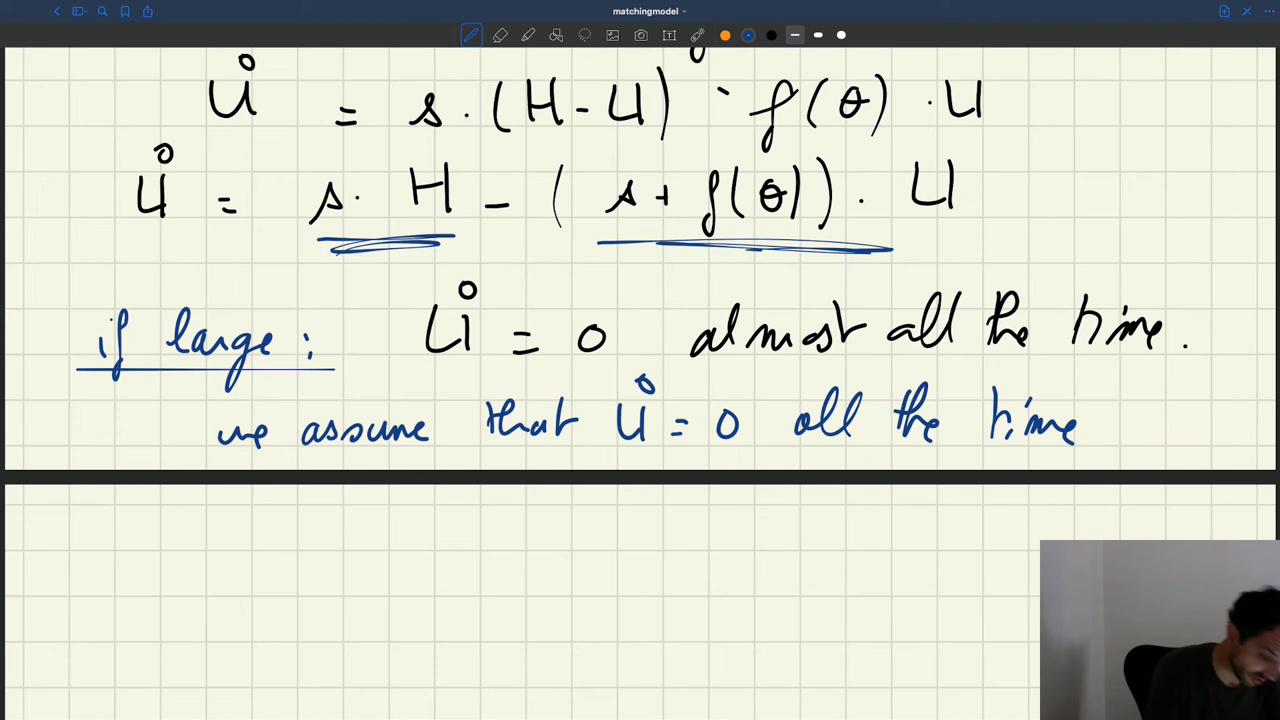 matchingmodel
Ů = s · (H - U) - f(θ) · U
Ů = s · H - (s + f(θ)) · U
if large : Ů = 0 almost all the time.
we assume that Ů = 0 all the time